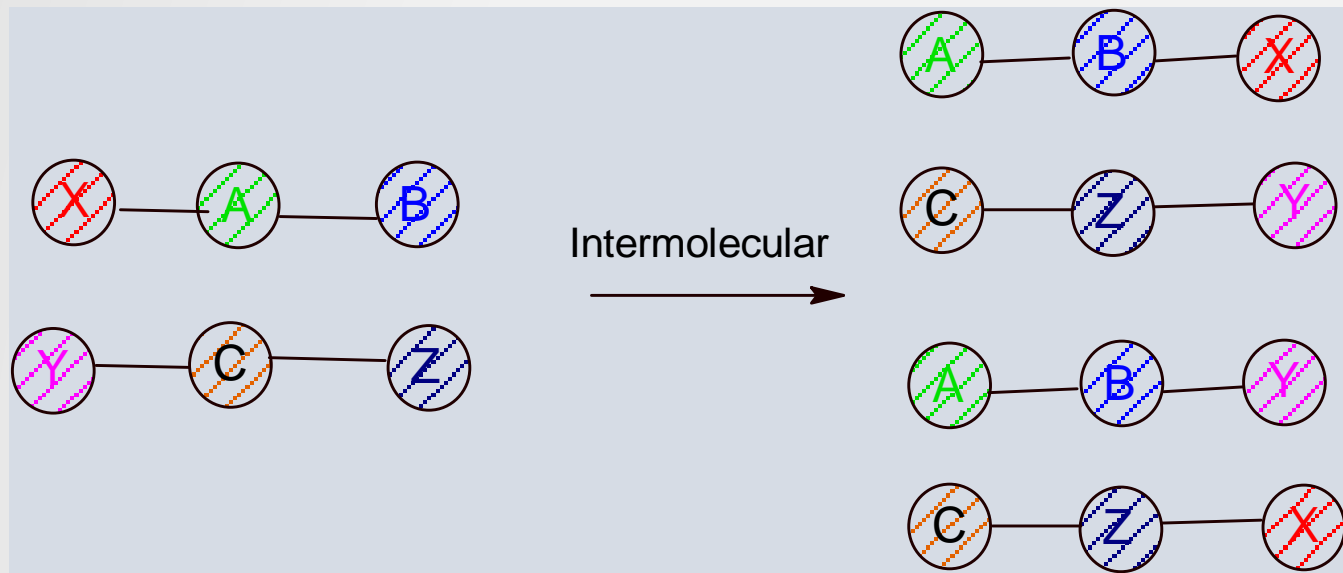 A B X
X A B
C Z Y
Intermolecular
Y C Z
A B Y
C Z X